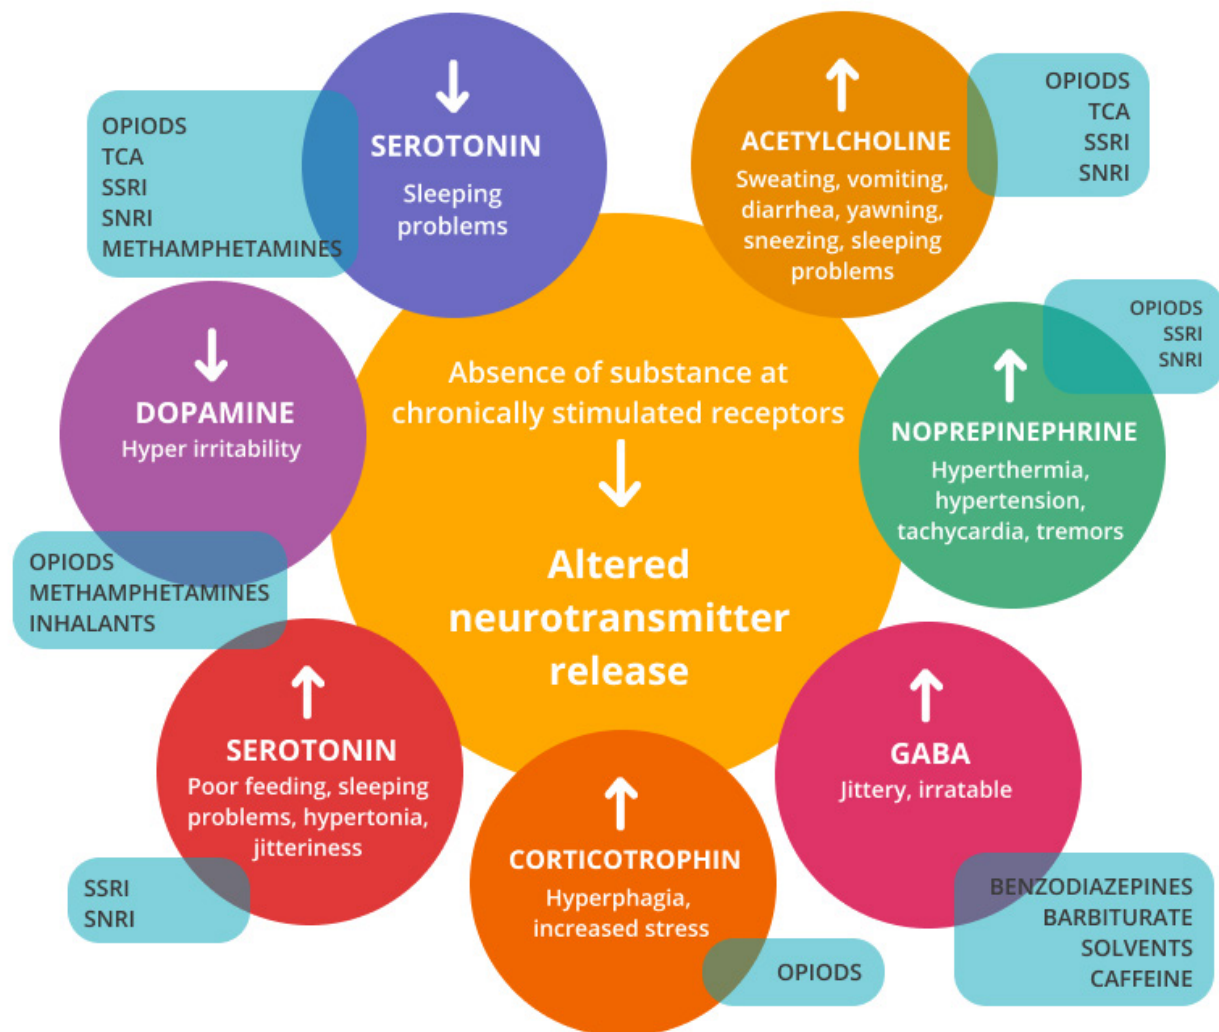 OPIODS
TCA
SSRI
SNRI
METHAMPHETAMINES
SEROTONIN
Sleeping
problems
ACETYLCHOLINE
Sweating, vomiting,
diarrhea, yawning,
sneezing, sleeping
problems
OPIODS
TCA
SSRI
SNRI
DOPAMINE
Hyper irritability
OPIODS
METHAMPHETAMINES
INHALANTS
Absence of substance at
chronically stimulated receptors
Altered
neurotransmitter
release
OPIODS
SSRI
SNRI
NOPREPINEPHRINE
Hyperthermia,
hypertension,
tachycardia, tremors
SEROTONIN
Poor feeding, sleeping
problems, hypertonia,
jitteriness
SSRI
SNRI
CORTICOTROPHIN
Hyperphagia,
increased stress
OPIODS
GABA
Jittery, irratable
BENZODIAZEPINES
BARBITURATE
SOLVENTS
CAFFEINE